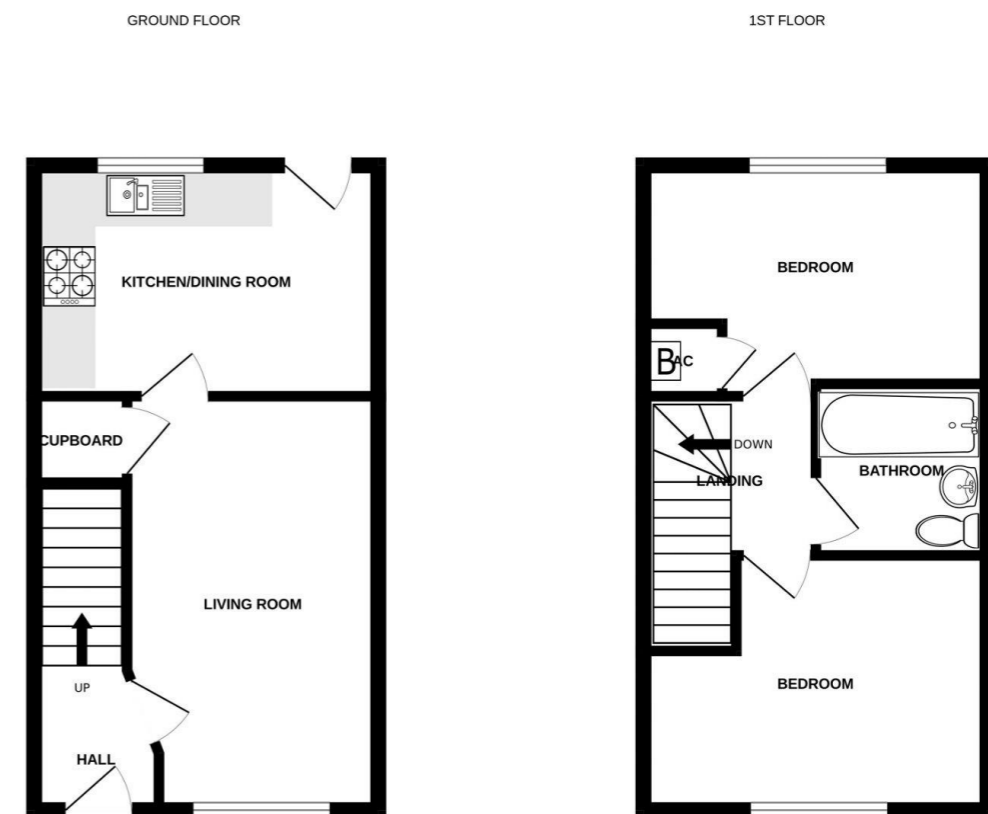 GROUND FLOOR
KITCHEN/DINING ROOM
CUPBOARD
LIVING ROOM
UP
HALL
1ST FLOOR
BEDROOM
B
AC
DOWN
LANDING
BATHROOM
BEDROOM